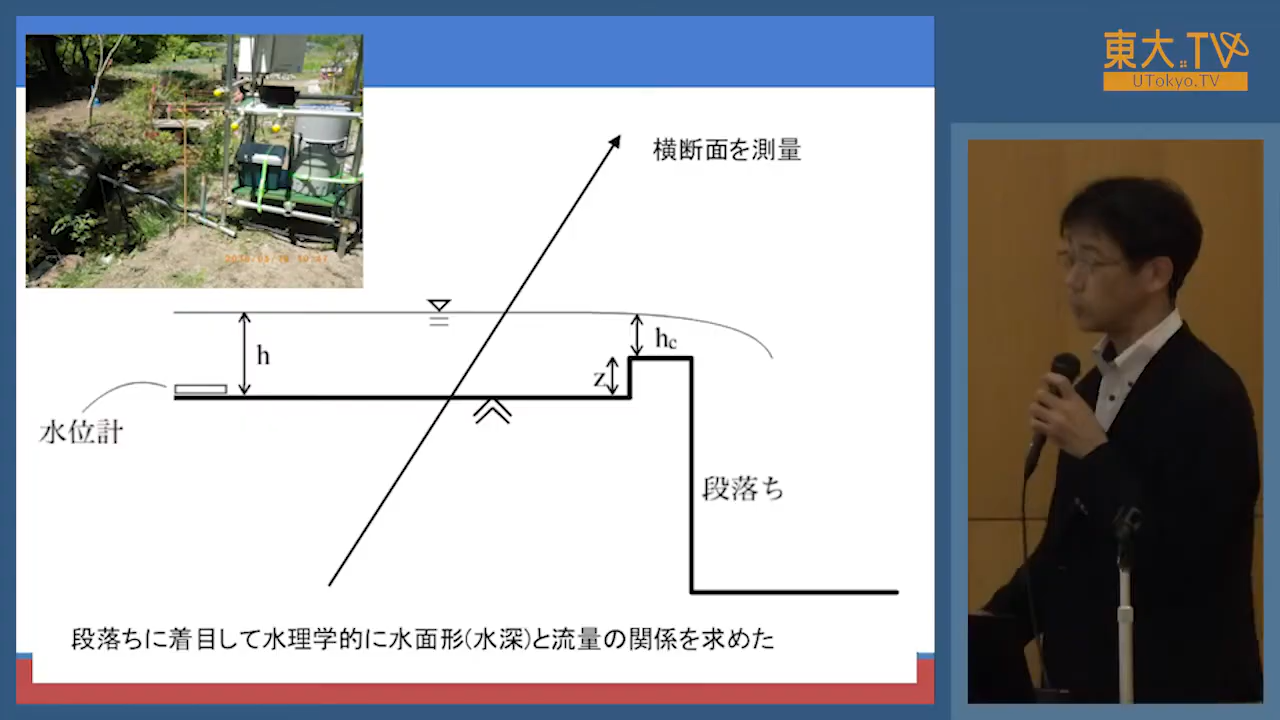 東大.TV
UTokyo.TV
横断面を測量
h
hc
z
水位計
段落ち
段落ちに着目して水理学的に水面形(水深)と流量の関係を求めた